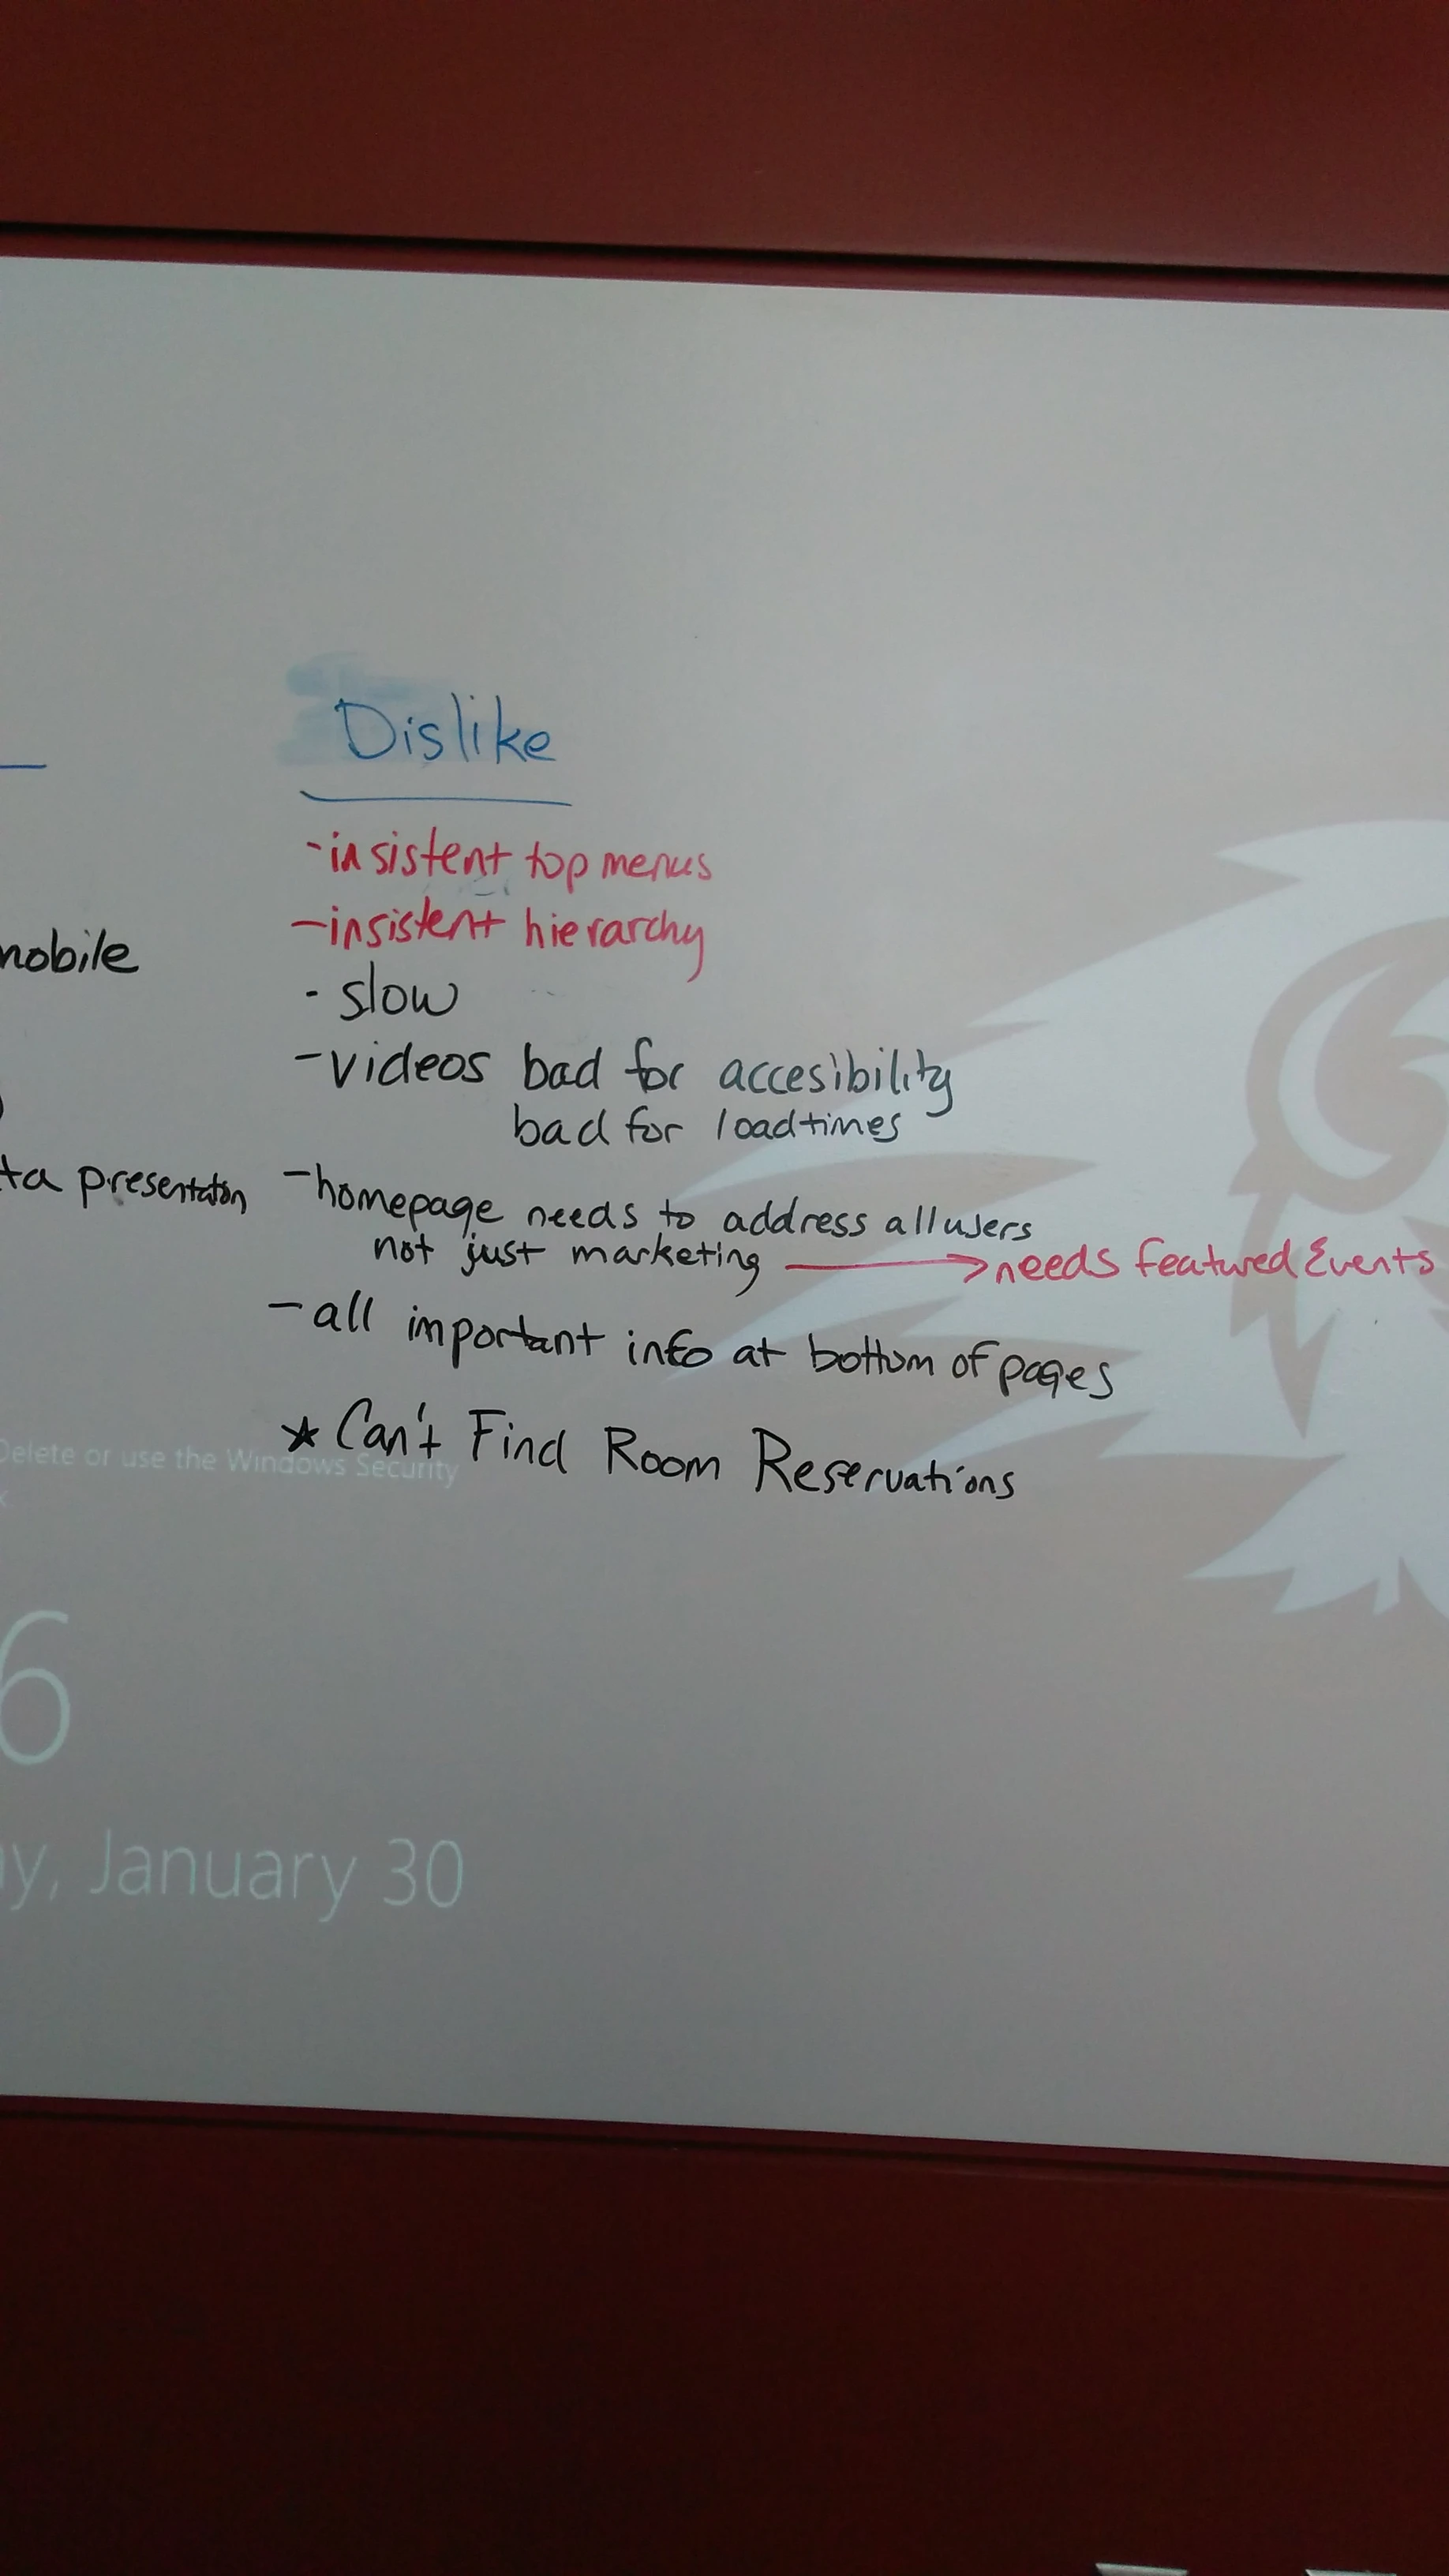 Dislike
-insistent top menus
-insistent hierarchy
mobile
- slow
-videos bad for accesibility
bad for loadtimes
ta presentaton
-homepage needs to address all users
not just marketing → needs featured Events
-all important info at bottom of pages
★ Can't Find Room Reservations
Delete or use the Windows Security
6
y, January 30